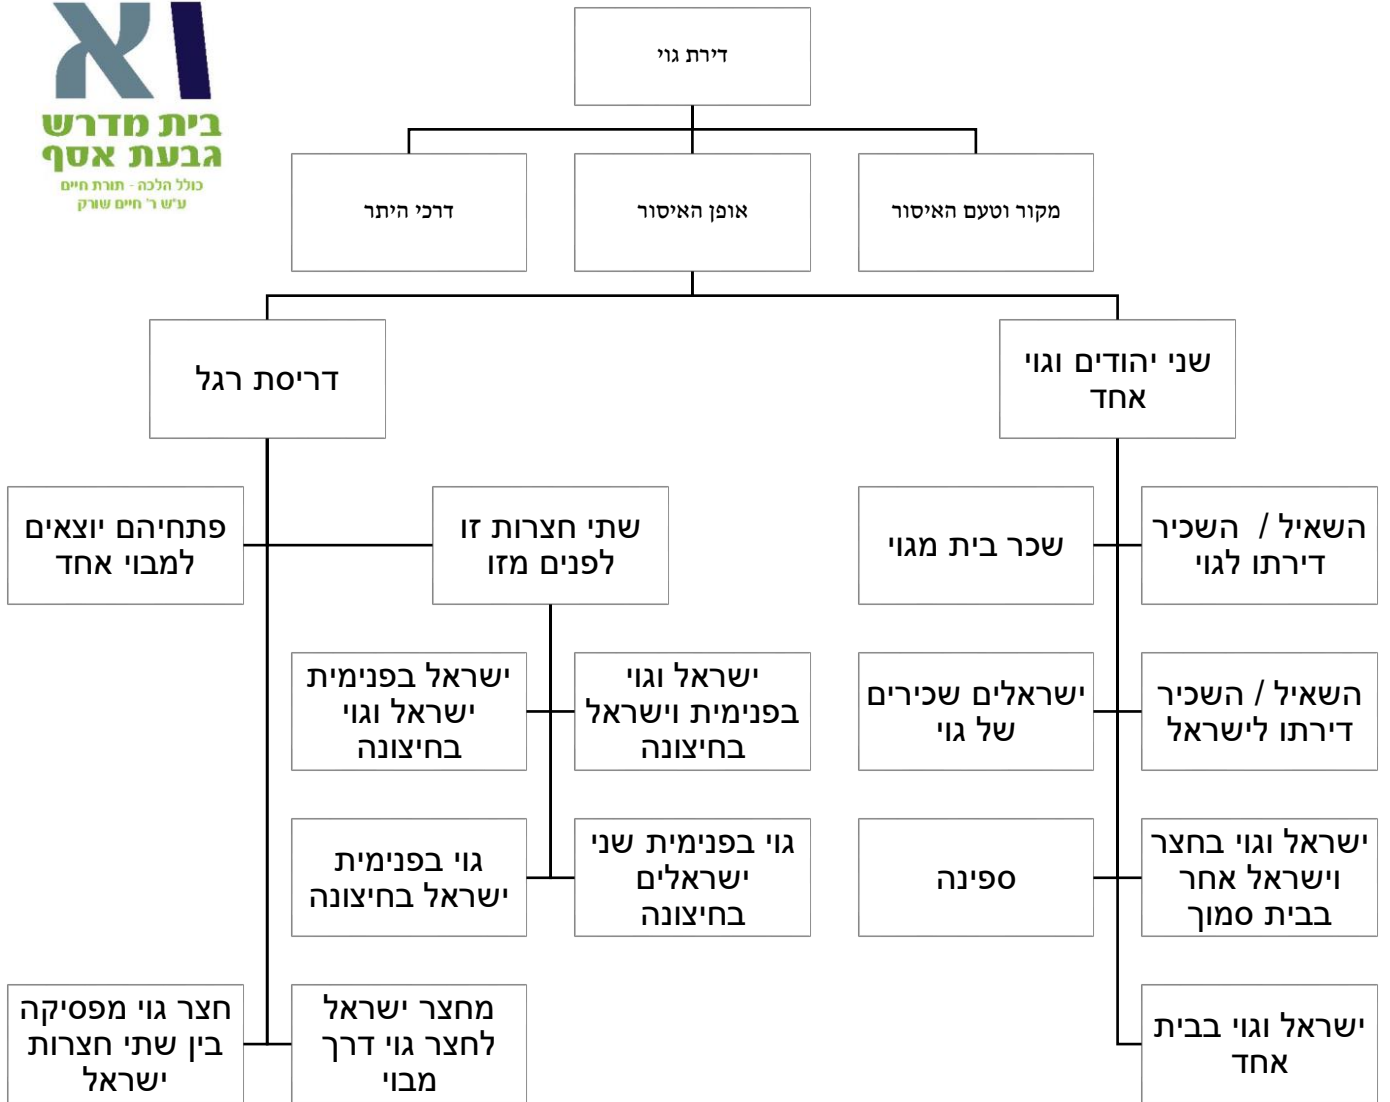 וא
בית מדרש
גבעת אסף
כולל הלכה - תורת חיים
ע"ש ר' חיים שורק
דירת גוי
מקור וטעם האיסור
אופן האיסור
דרכי היתר
שני יהודים וגוי
אחד
דריסת רגל
השאיל / השכיר
דירתו לגוי
שכר בית מגוי
שתי חצרות זו
לפנים מזו
פתחיהם יוצאים
למבוי אחד
השאיל / השכיר
דירתו לישראל
ישראלים שכירים
של גוי
ישראל וגוי
בפנימית וישראל
בחיצונה
ישראל בפנימית
ישראל וגוי
בחיצונה
ישראל וגוי בחצר
וישראל אחר
בבית סמוך
ספינה
גוי בפנימית שני
ישראלים
בחיצונה
גוי בפנימית
ישראל בחיצונה
ישראל וגוי בבית
אחד
מחצר ישראל
לחצר גוי דרך
מבוי
חצר גוי מפסיקה
בין שתי חצרות
ישראל